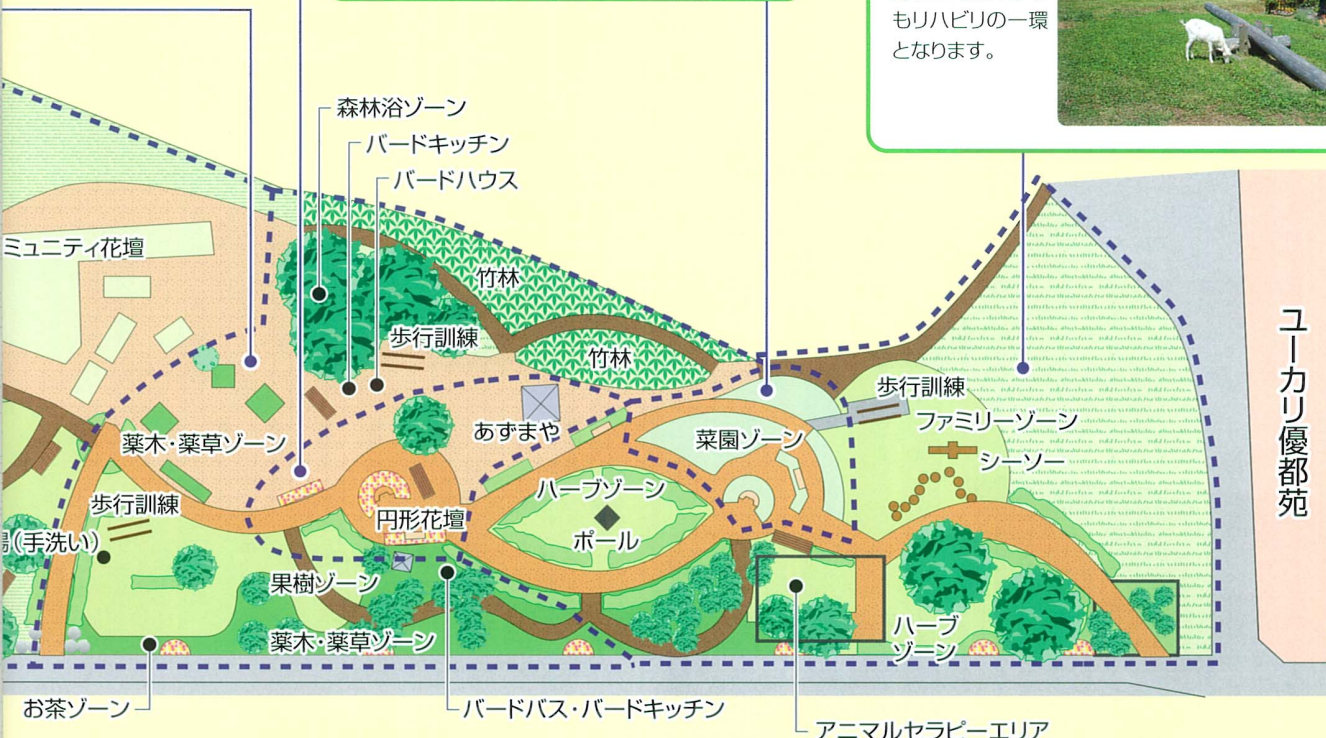 もリハビリの一環
となります。
森林浴ゾーン
バードキッチン
バードハウス
ミュニティ花壇
竹林
歩行訓練
竹林
歩行訓練
ファミリーゾーン
シーソー
あずまや
菜園ゾーン
薬木・薬草ゾーン
ハーブゾーン
ポール
歩行訓練
円形花壇
場(手洗い)
果樹ゾーン
薬木・薬草ゾーン
ハーブ
ゾーン
お茶ゾーン
バードバス・バードキッチン
アニマルセラピーエリア
ユーカリ優都苑